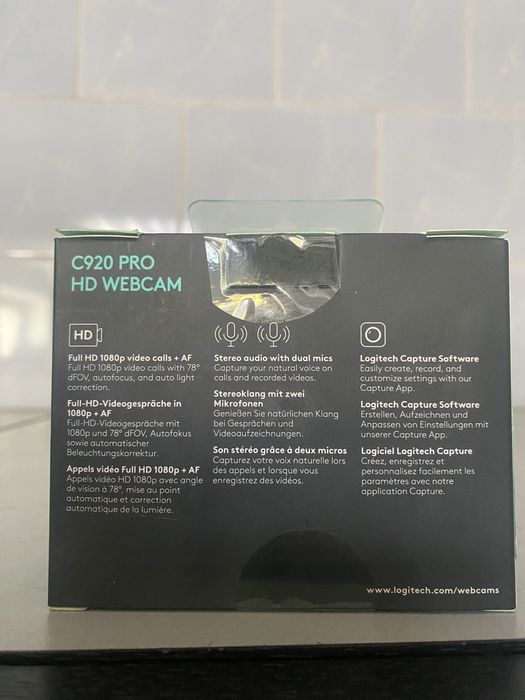 C920 PRO
HD WEBCAM
HD
Full HD 1080p video calls + AF
Full HD 1080p video calls with 78°
dFOV, autofocus, and auto light
correction.
Full-HD-Videogespräche in
1080p + AF
Full-HD-Videogespräche mit
1080p und 78° dFOV, Autofokus
sowie automatischer
Beleuchtungskorrektur.
Appels vidéo Full HD 1080p + AF
Appels vidéo HD 1080p avec angle
de vision à 78°, mise au point
automatique et correction
automatique de la lumière.
Stereo audio with dual mics
Capture your natural voice on
calls and recorded videos.
Stereoklang mit zwei
Mikrofonen
Genießen Sie natürlichen Klang
bei Gesprächen und
Videoaufzeichnungen.
Son stéréo grâce à deux micros
Capturez votre voix naturelle lors
des appels et lorsque vous
enregistrez des vidéos.
Logitech Capture Software
Easily create, record, and
customize settings with our
Capture App.
Logitech Capture Software
Erstellen, Aufzeichnen und
Anpassen von Einstellungen mit
unserer Capture App.
Logiciel Logitech Capture
Créez, enregistrez et
personnalisez facilement les
paramètres avec notre
application Capture.
www.logitech.com/webcams